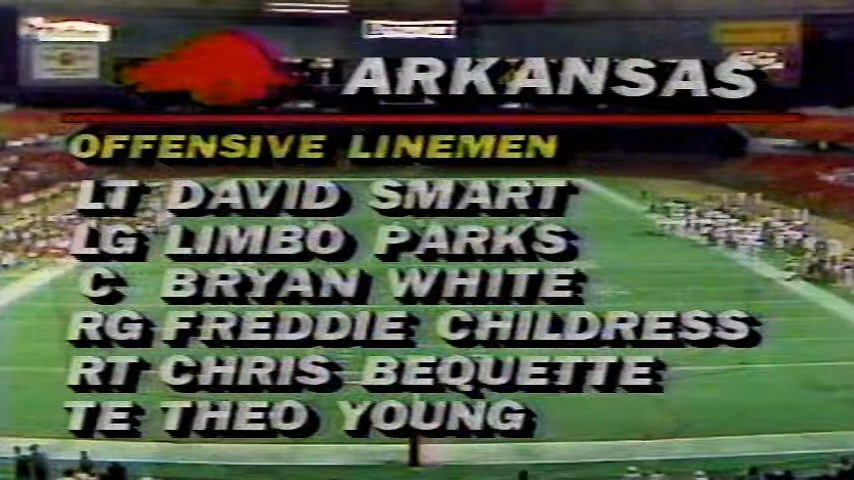 ARKANSAS
OFFENSIVE LINEMEN
LT DAVID SMART
LG LIMBO PARKS
C BRYAN WHITE
RG FREDDIE CHILDRESS
RT CHRIS BEQUETTE
TE THEO YOUNG